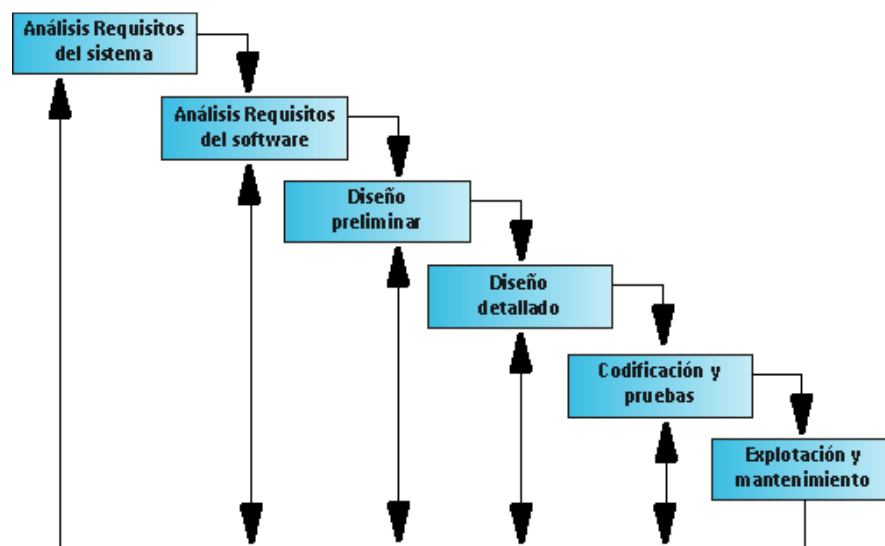 Análisis Requisitos
del sistema
Análisis Requisitos
del software
Diseño
preliminar
Diseño
detallado
Codificación y
pruebas
Explotación y
mantenimiento